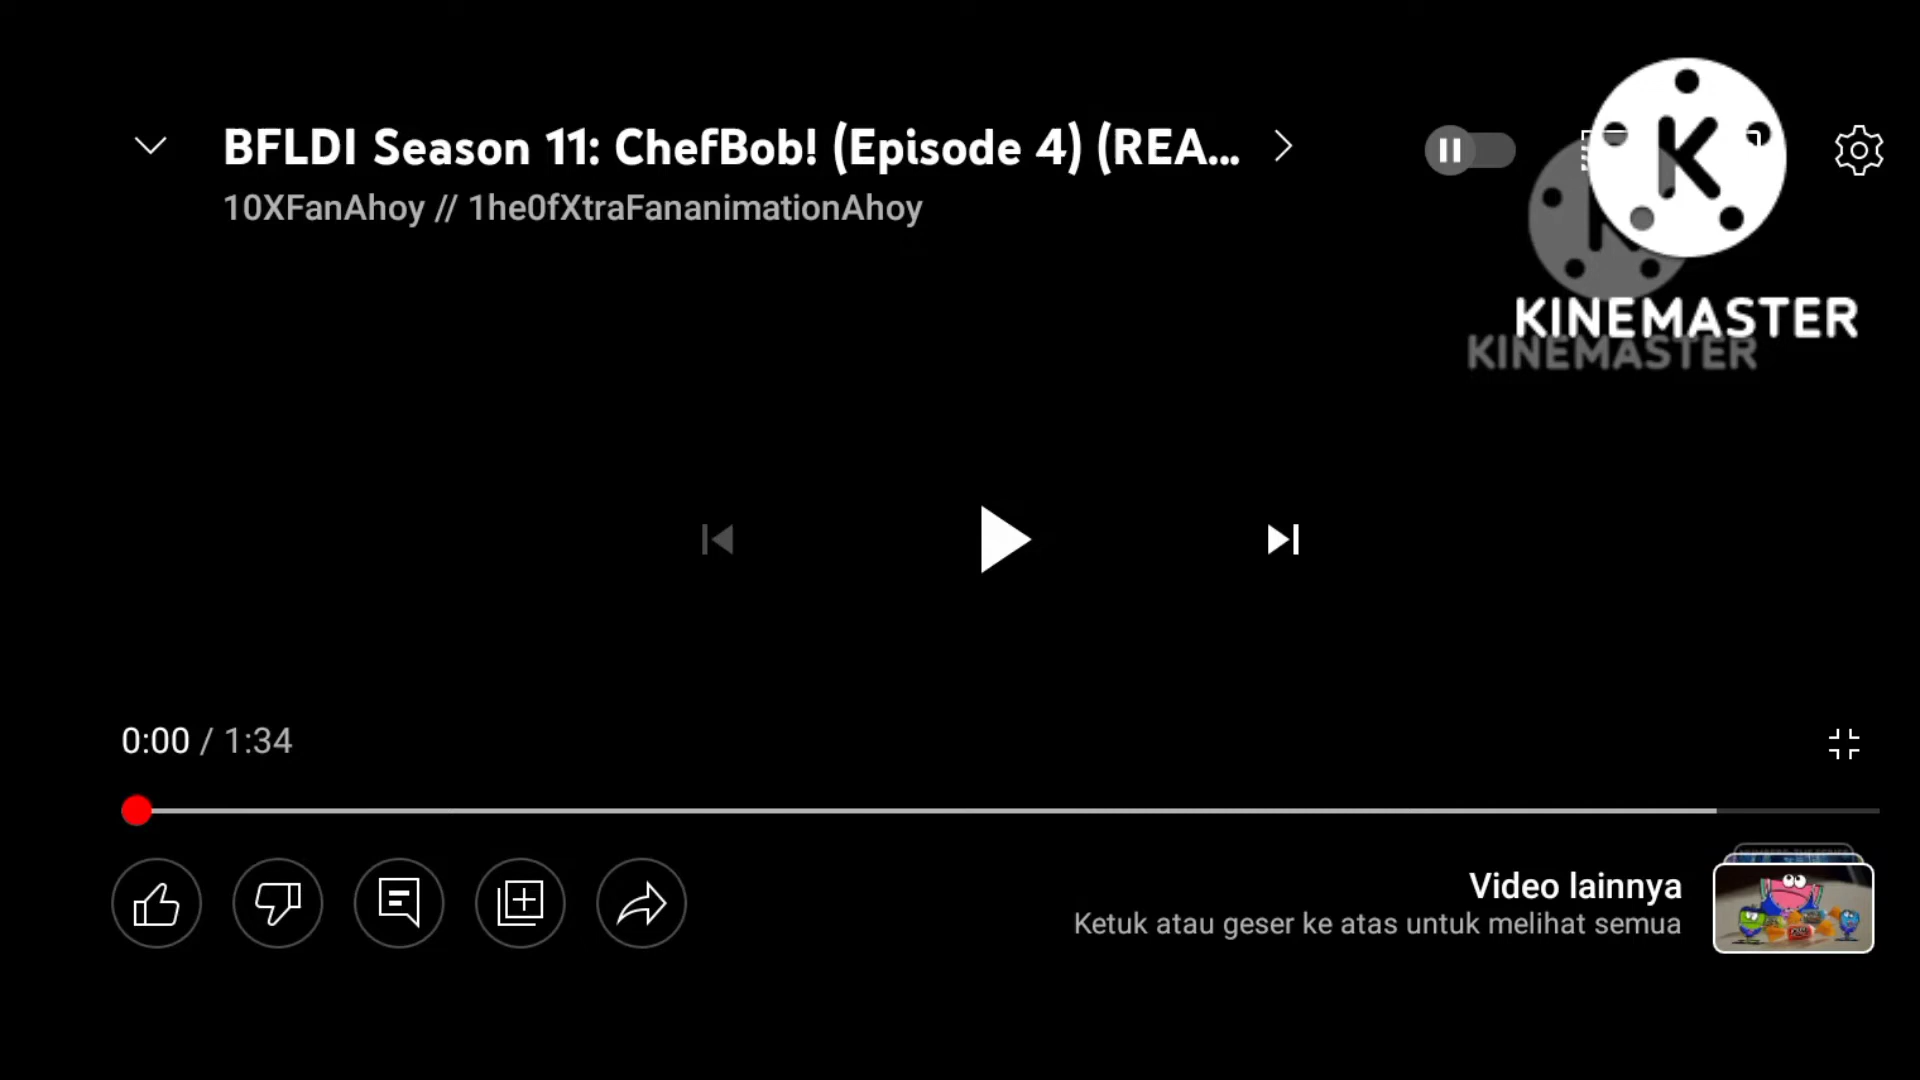 BFLDI Season 11: ChefBob! (Episode 4) (REA...
10XFanAhoy // 1he0fXtraFananimationAhoy
K
KINEMASTER
KINEMASTER
0:00 / 1:34
Video lainnya
Ketuk atau geser ke atas untuk melihat semua